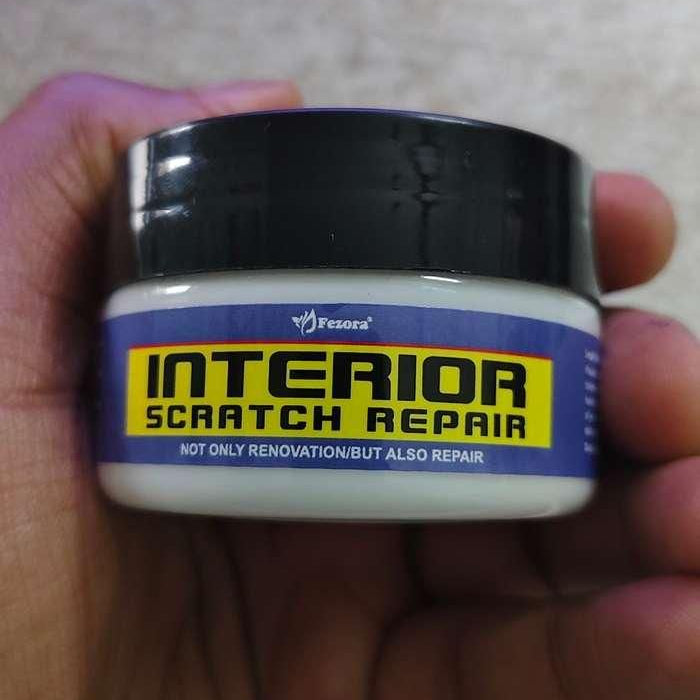 Fezora
INTERIOR
SCRATCH REPAIR
NOT ONLY RENOVATION/BUT ALSO REPAIR